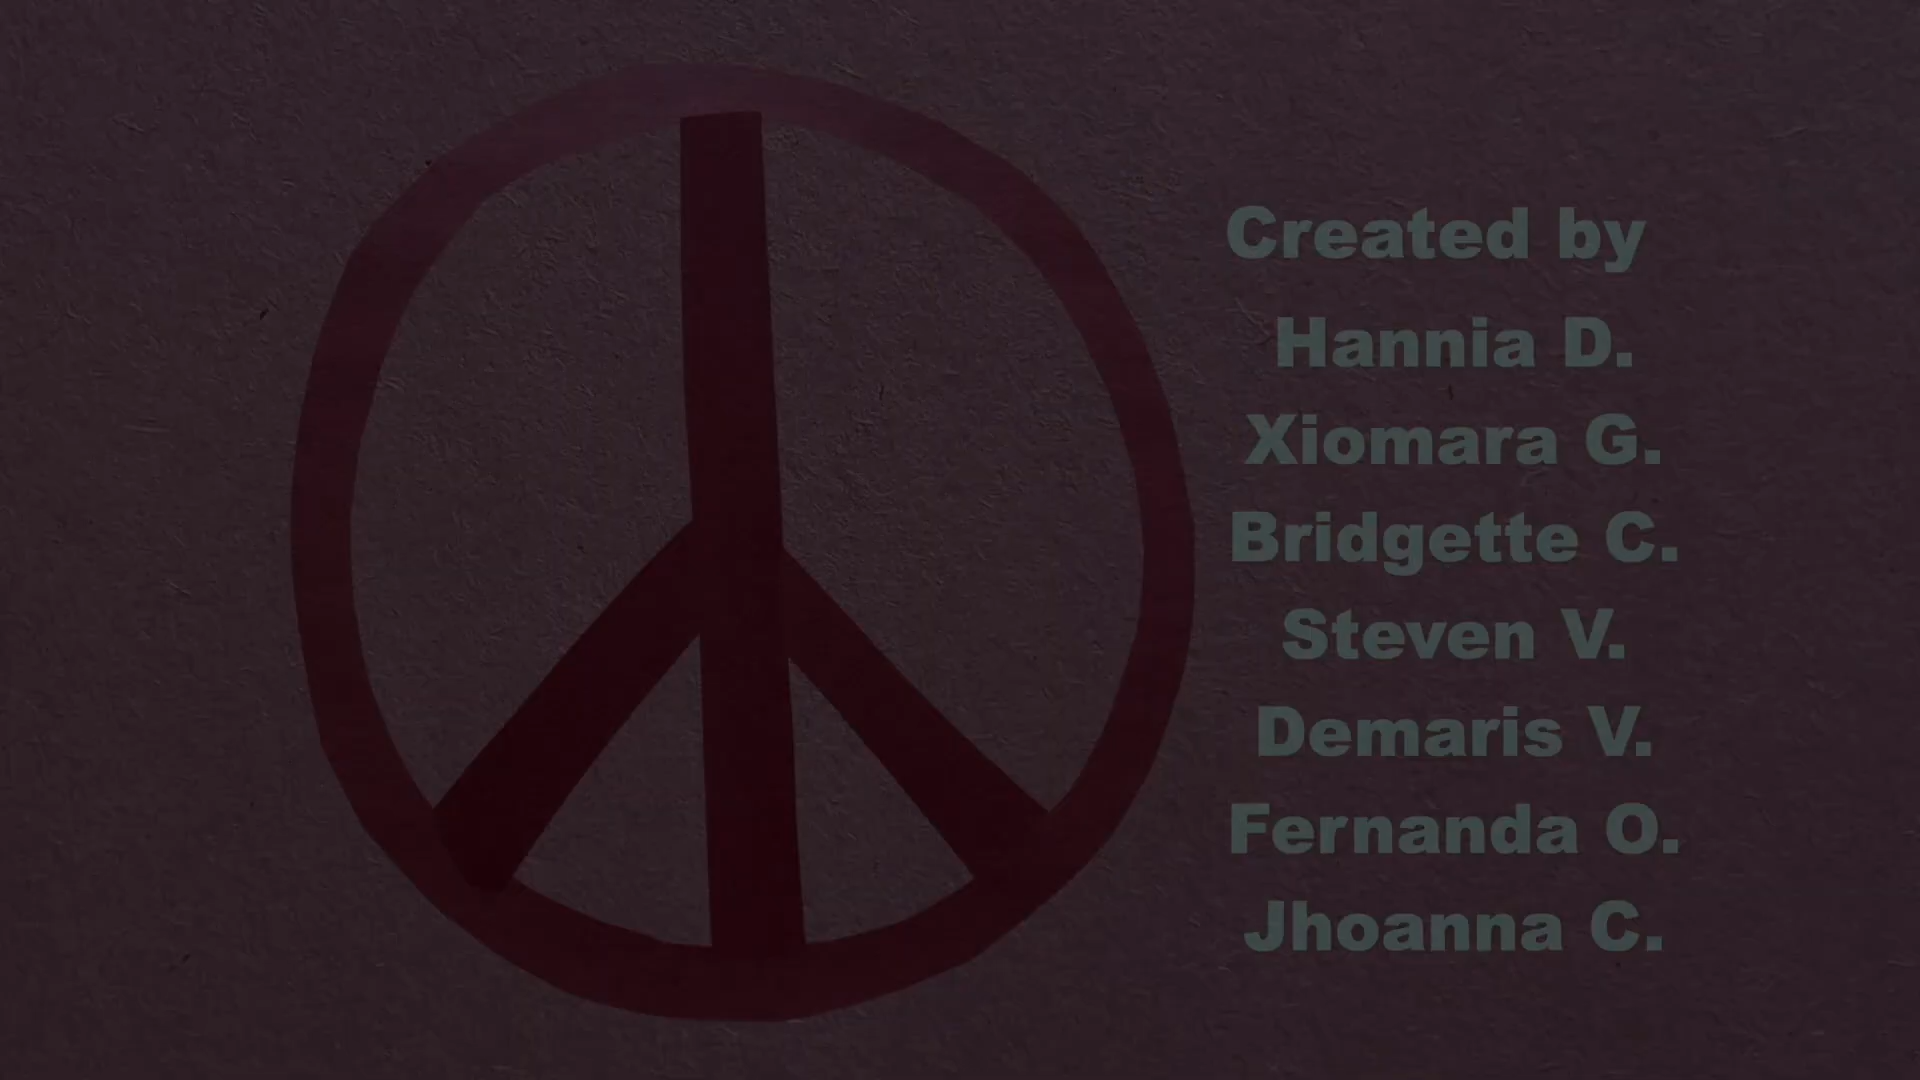 Created by
Hannia D.
Xiomara G.
Bridgette C.
Steven V.
Demaris V.
Fernanda O.
Jhoanna C.